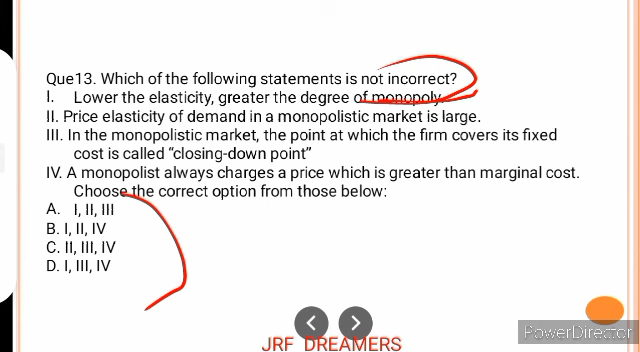 Que13. Which of the following statements is not incorrect?
I. Lower the elasticity, greater the degree of monopoly.
II. Price elasticity of demand in a monopolistic market is large.
III. In the monopolistic market, the point at which the firm covers its fixed
cost is called “closing-down point”
IV. A monopolist always charges a price which is greater than marginal cost.
Choose the correct option from those below:
A. I, II, III
B. I, II, IV
C. II, III, IV
D. I, III, IV
JRF DREAMERS
PowerDirector